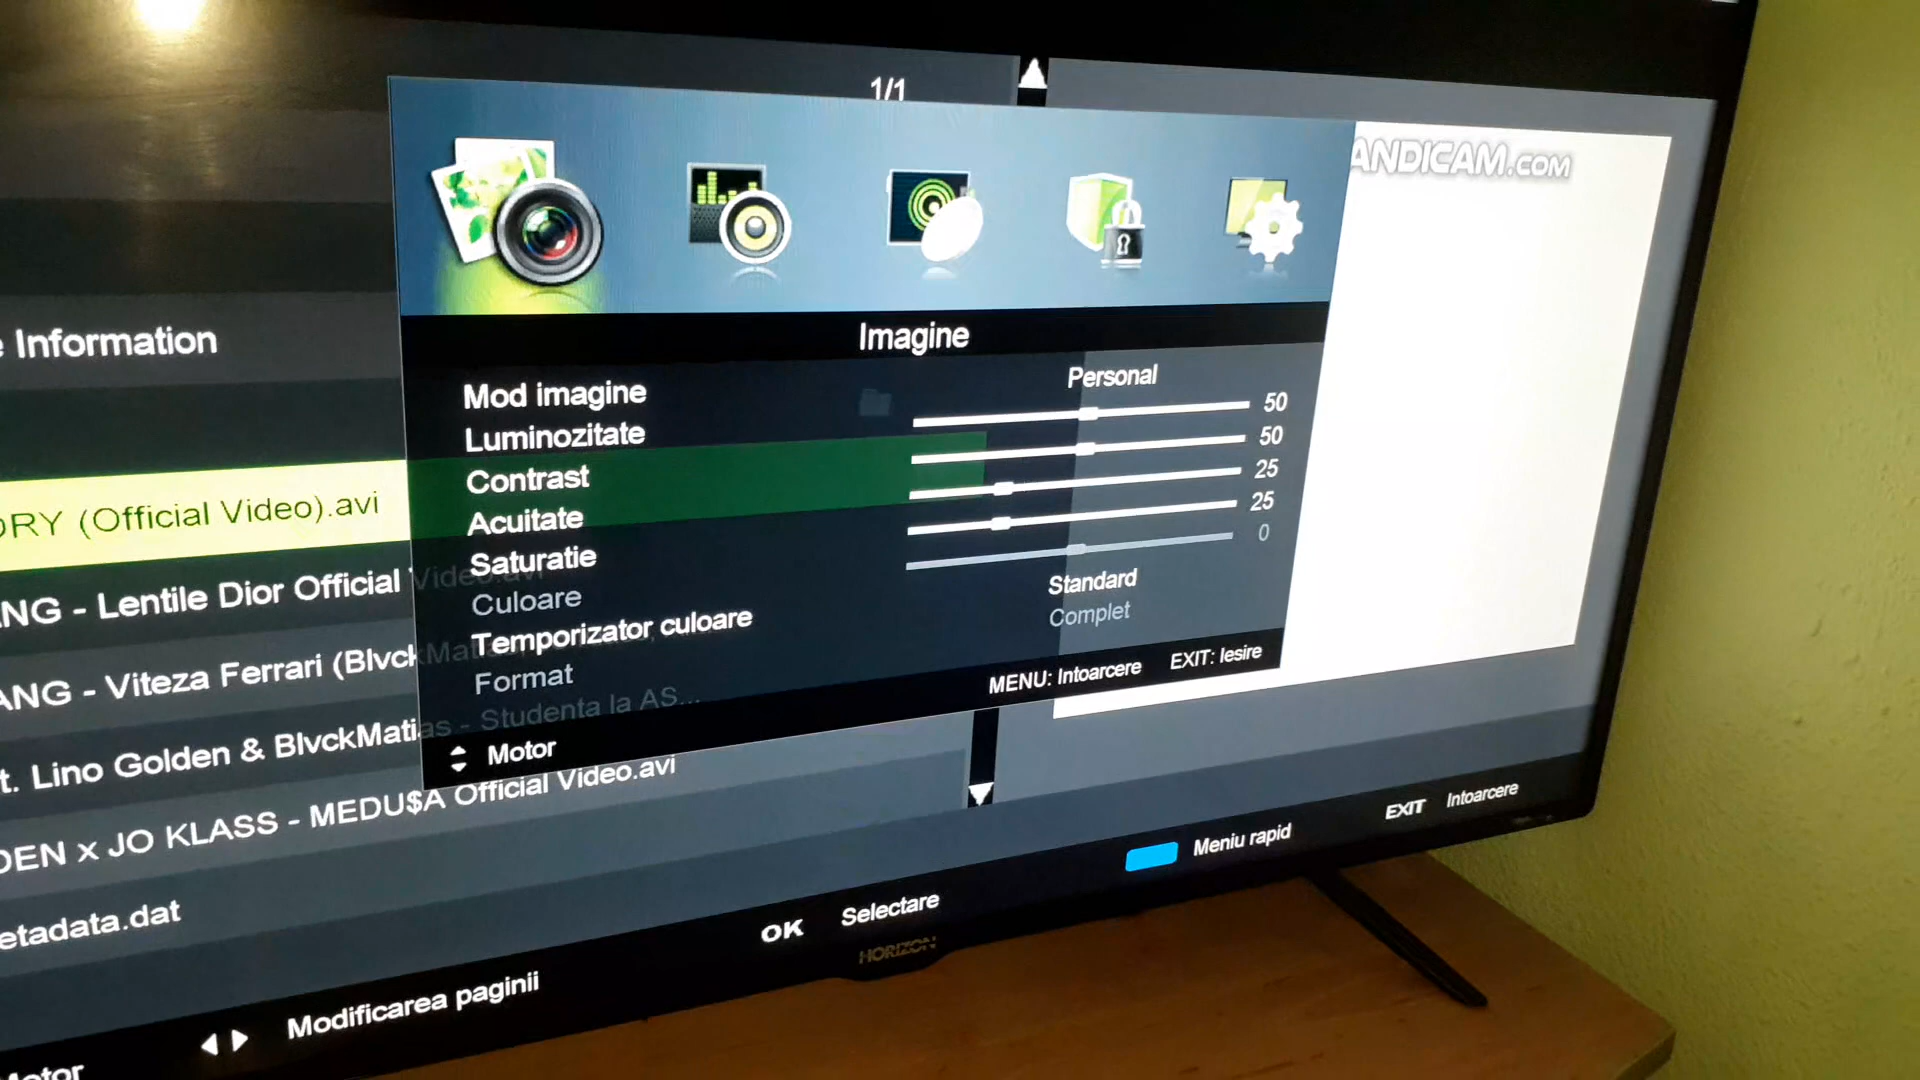 1/1
ANDICAM.COM
Information
Imagine
Mod imagine
Personal
Luminozitate
50
Contrast
50
Acuitate
25
Saturatie
25
Culoare
0
Temporizator culoare
Standard
Format
Complet
MENU: Intoarcere EXIT: Iesire
Motor
ORY (Official Video).avi
NG - Lentile Dior Official Video.avi
ANG - Viteza Ferrari (BlvckMat
t. Lino Golden & BlvckMatias - Studenta la AS...
DEN x JO KLASS - MEDU$A Official Video.avi
etadata.dat
EXIT Intoarcere
Meniu rapid
OK Selectare
HORIZON
Modificarea paginii
Motor